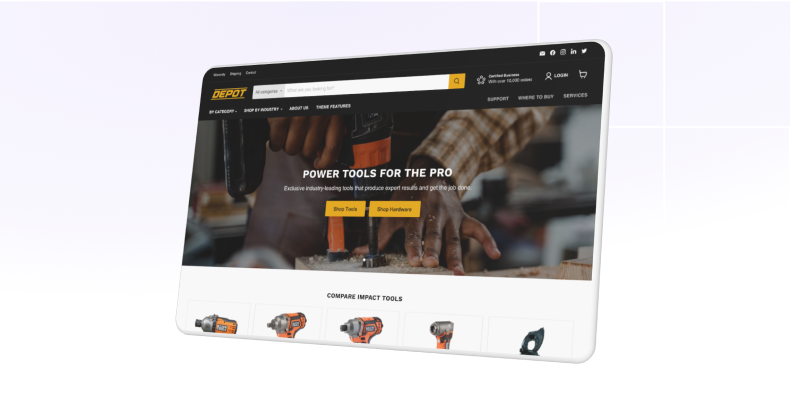 Warranty Shipping Contact
Certified Business
With over 10,000 orders!
LOGIN
DEPOT
All categories
What are you looking for?
BY CATEGORY
SHOP BY INDUSTRY
ABOUT US
THEME FEATURES
SUPPORT
WHERE TO BUY
SERVICES
POWER TOOLS FOR THE PRO
Exclusive industry-leading tools that produce expert results and get the job done.
Shop Tools
Shop Hardware
COMPARE IMPACT TOOLS